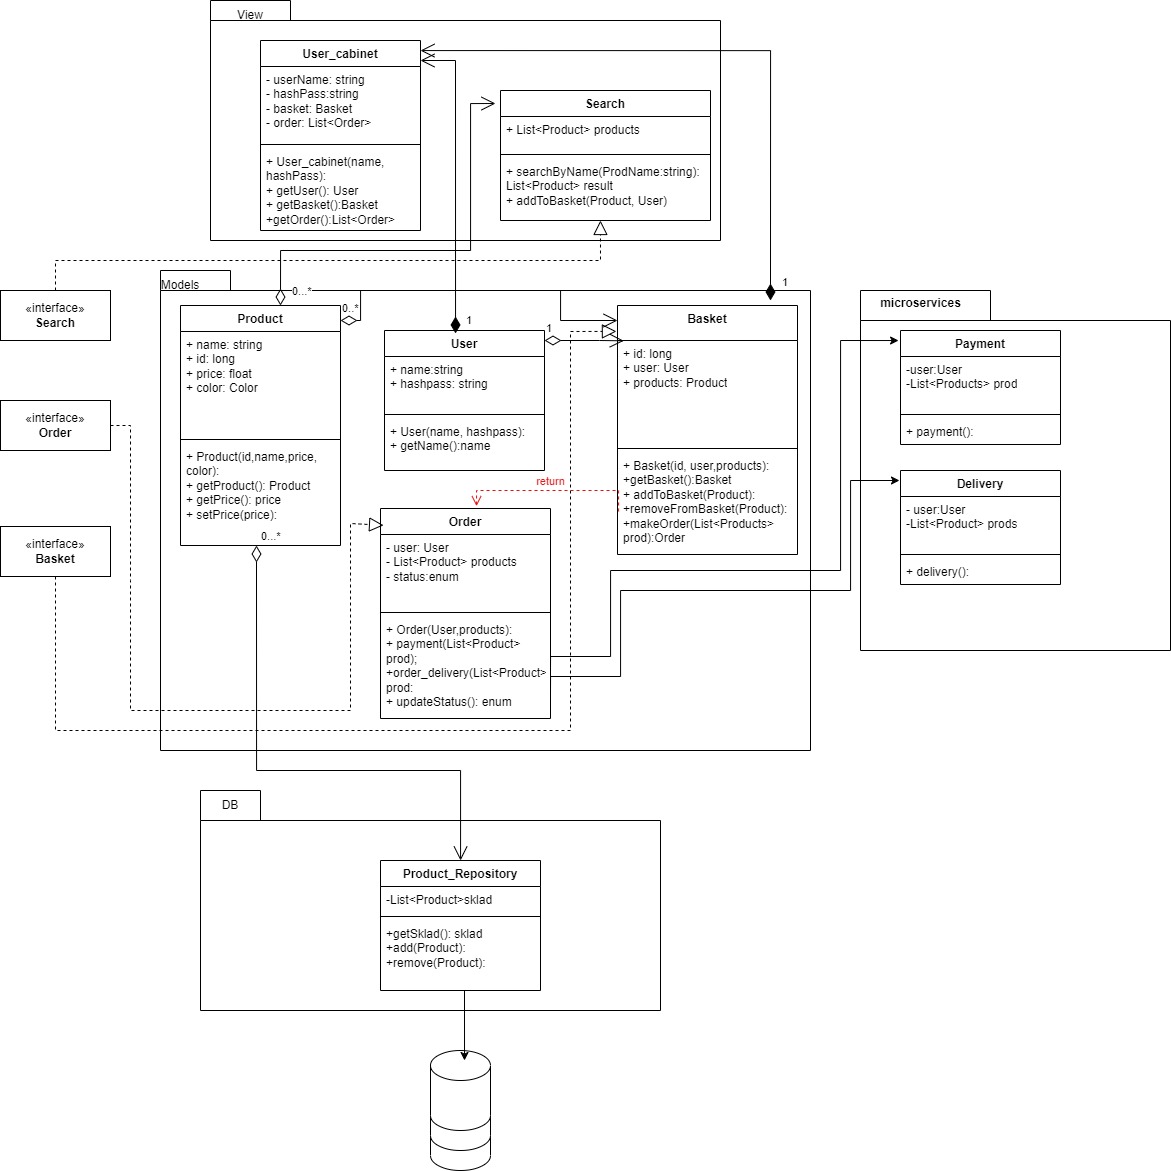 View
User_cabinet
- userName: string
- hashPass:string
- basket: Basket
- order: List<Order>
+ User_cabinet(name,
hashPass):
+ getUser(): User
+ getBasket():Basket
+getOrder():List<Order>
Search
+ List<Product> products
+ searchByName(ProdName:string):
List<Product> result
+ addToBasket(Product, User)
«interface»
Search
«interface»
Order
«interface»
Basket
Models
0...*
0..*
1
1
1
Product
+ name: string
+ id: long
+ price: float
+ color: Color
+ Product(id,name,price,
color):
+ getProduct(): Product
+ getPrice(): price
+ setPrice(price):
0...*
User
+ name:string
+ hashpass: string
+ User(name, hashpass):
+ getName():name
Basket
+ id: long
+ user: User
+ products: Product
+ Basket(id, user,products):
+getBasket():Basket
+ addToBasket(Product):
+removeFromBasket(Product):
+makeOrder(List<Products>
prod):Order
return
Order
- user: User
- List<Product> products
- status:enum
+ Order(User,products):
+ payment(List<Product>
prod);
+order_delivery(List<Product>
prod:
+ updateStatus(): enum
microservices
Payment
-user:User
-List<Products> prod
+ payment():
Delivery
- user:User
-List<Product> prods
+ delivery():
DB
Product_Repository
-List<Product>sklad
+getSklad(): sklad
+add(Product):
+remove(Product):